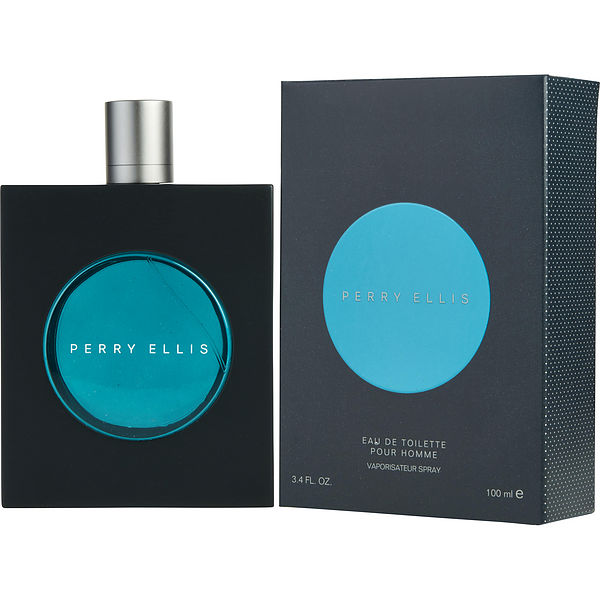 PERRY ELLIS
PERRY ELLIS
EAU DE TOILETTE
POUR HOMME
VAPORISATEUR SPRAY
3.4 FL. OZ.
100 ml ℮